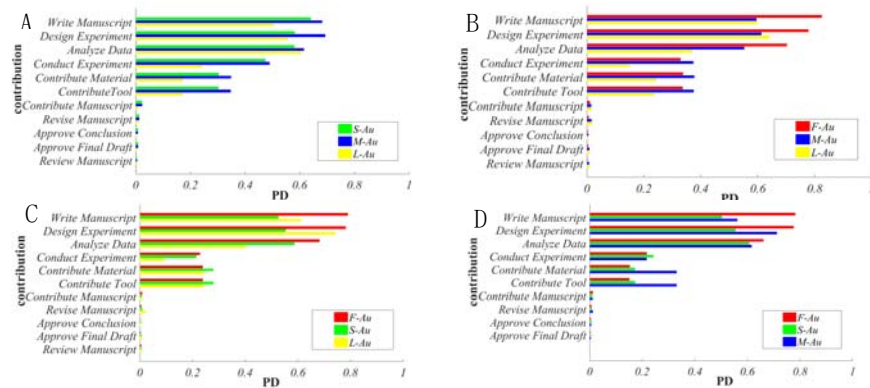 A
Write Manuscript
Design Experiment
Analyze Data
Conduct Experiment
Contribute Material
ContributeTool
Contribute Manuscript
Revise Manuscript
Approve Conclusion
Approve Final Draft
Review Manuscript
contribution
S-Au
M-Au
L-Au
0 0.2 0.4 0.6 0.8 1
PD
B
Write Manuscript
Design Experiment
Analyze Data
Conduct Experiment
Contribute Material
Contribute Tool
Contribute Manuscript
Revise Manuscript
Approve Conclusion
Approve Final Draft
Review Manuscript
contribution
F-Au
M-Au
L-Au
0 0.2 0.4 0.6 0.8 1
PD
C
Write Manuscript
Design Experiment
Analyze Data
Conduct Experiment
Contribute Material
Contribute Tool
Contribute Manuscript
Revise Manuscript
Approve Conclusion
Approve Final Draft
Review Manuscript
contribution
F-Au
S-Au
L-Au
0 0.2 0.4 0.6 0.8 1
PD
D
Write Manuscript
Design Experiment
Analyze Data
Conduct Experiment
Contribute Material
Contribute Tool
Contribute Manuscript
Revise Manuscript
Approve Conclusion
Approve Final Draft
contribution
F-Au
S-Au
M-Au
0 0.2 0.4 0.6 0.8 1
PD